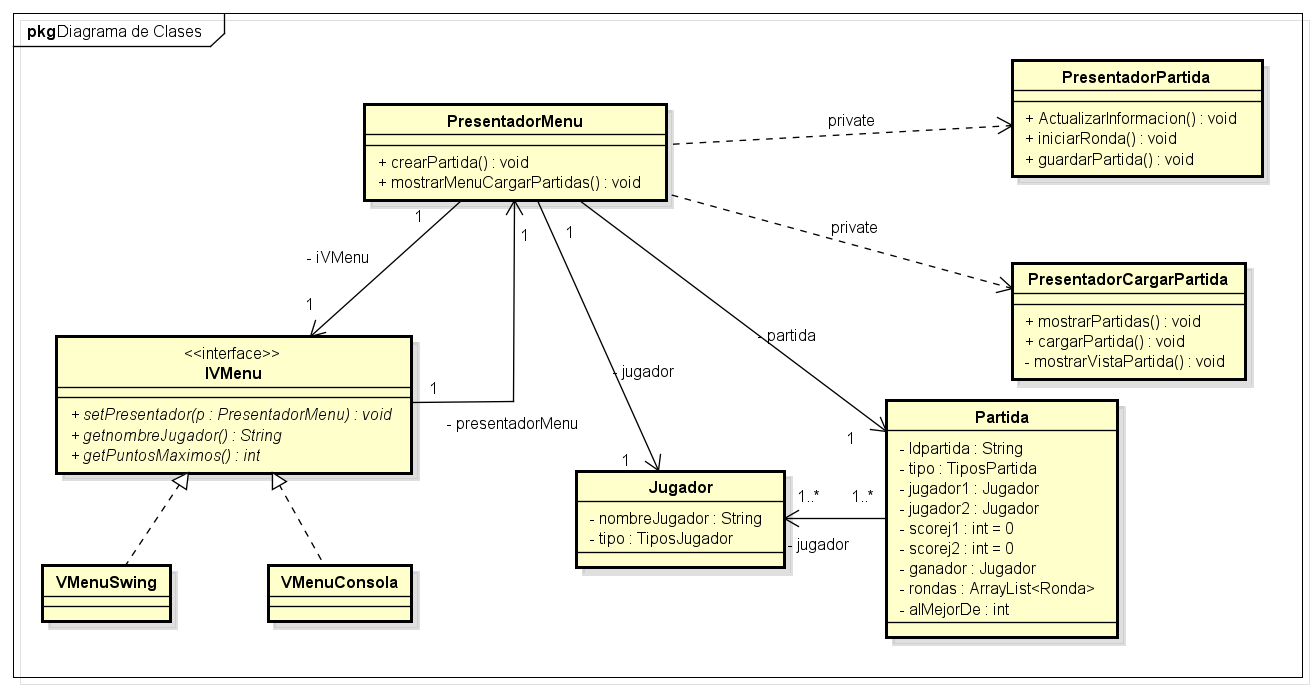 pkg Diagrama de Clases
PresentadorPartida
+ ActualizarInformacion() : void
+ iniciarRonda() : void
+ guardarPartida() : void
PresentadorMenu
+ crearPartida() : void
+ mostrarMenuCargarPartidas() : void
private
private
PresentadorCargarPartida
+ mostrarPartidas() : void
+ cargarPartida() : void
- mostrarVistaPartida() : void
1
1
1
- iVMenu
1
<<interface>>
IVMenu
+ setPresentador(p : PresentadorMenu) : void
+ getnombreJugador() : String
+ getPuntosMaximos() : int
1
- presentadorMenu
- jugador
1
- partida
1
Partida
- Idpartida : String
- tipo : TiposPartida
- jugador1 : Jugador
- jugador2 : Jugador
- scorej1 : int = 0
- scorej2 : int = 0
- ganador : Jugador
- rondas : ArrayList<Ronda>
- alMejorDe : int
Jugador
- nombreJugador : String
- tipo : TiposJugador
1..*
1..*
- jugador
VMenuSwing
VMenuConsola